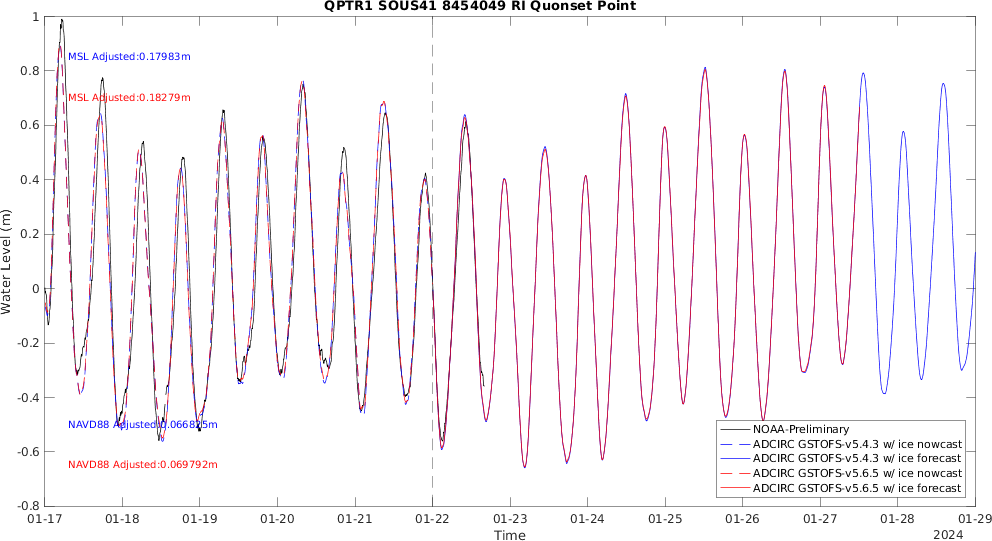 QPTR1 SOUS41 8454049 RI Quonset Point
1
0.8
0.6
0.4
0.2
0
-0.2
-0.4
-0.6
-0.8
Water Level (m)
MSL Adjusted:0.17983m
MSL Adjusted:0.18279m
NAVD88 Adjusted:0.066825m
NAVD88 Adjusted:0.069792m
NOAA-Preliminary
ADCIRC GSTOFS-v5.4.3 w/ ice nowcast
ADCIRC GSTOFS-v5.4.3 w/ ice forecast
ADCIRC GSTOFS-v5.6.5 w/ ice nowcast
ADCIRC GSTOFS-v5.6.5 w/ ice forecast
01-17 01-18 01-19 01-20 01-21 01-22 01-23 01-24 01-25 01-26 01-27 01-28 01-29
Time
2024